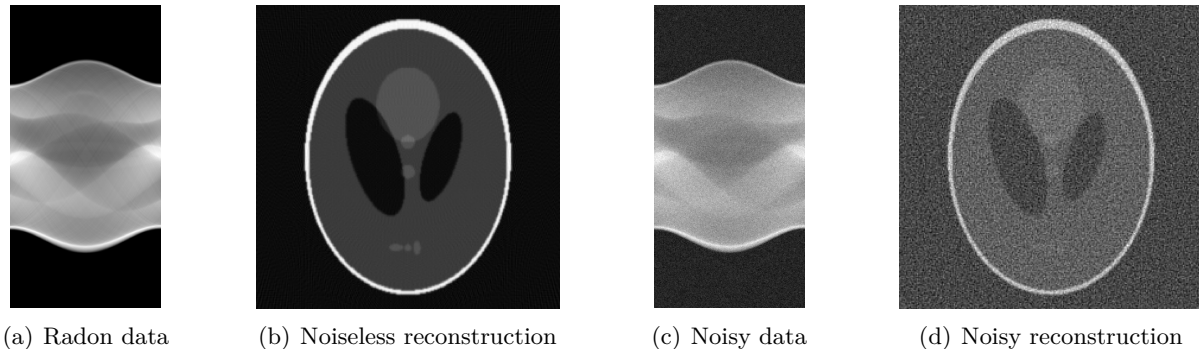 (a) Radon data (b) Noiseless reconstruction (c) Noisy data (d) Noisy reconstruction